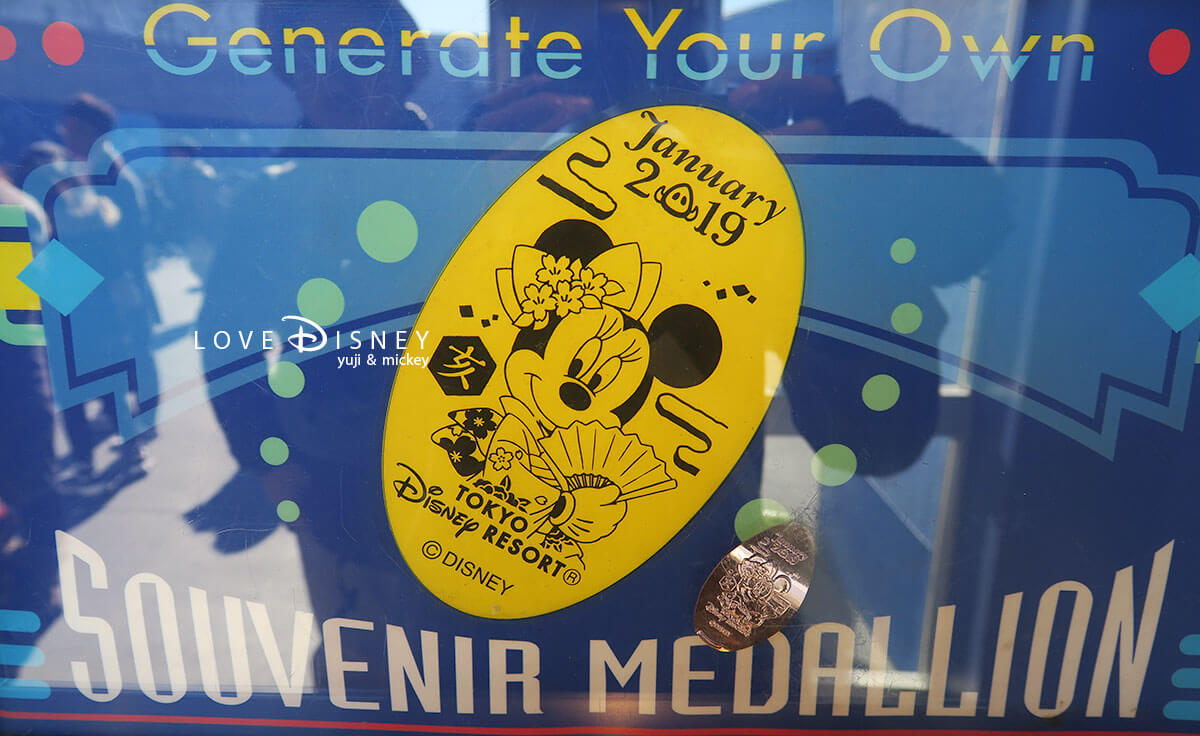 Generate Your Own
January
2019
亥
TOKYO
Disney RESORT®
©DISNEY
LOVE DISNEY
yuji & mickey
SOUVENIR MEDALLION